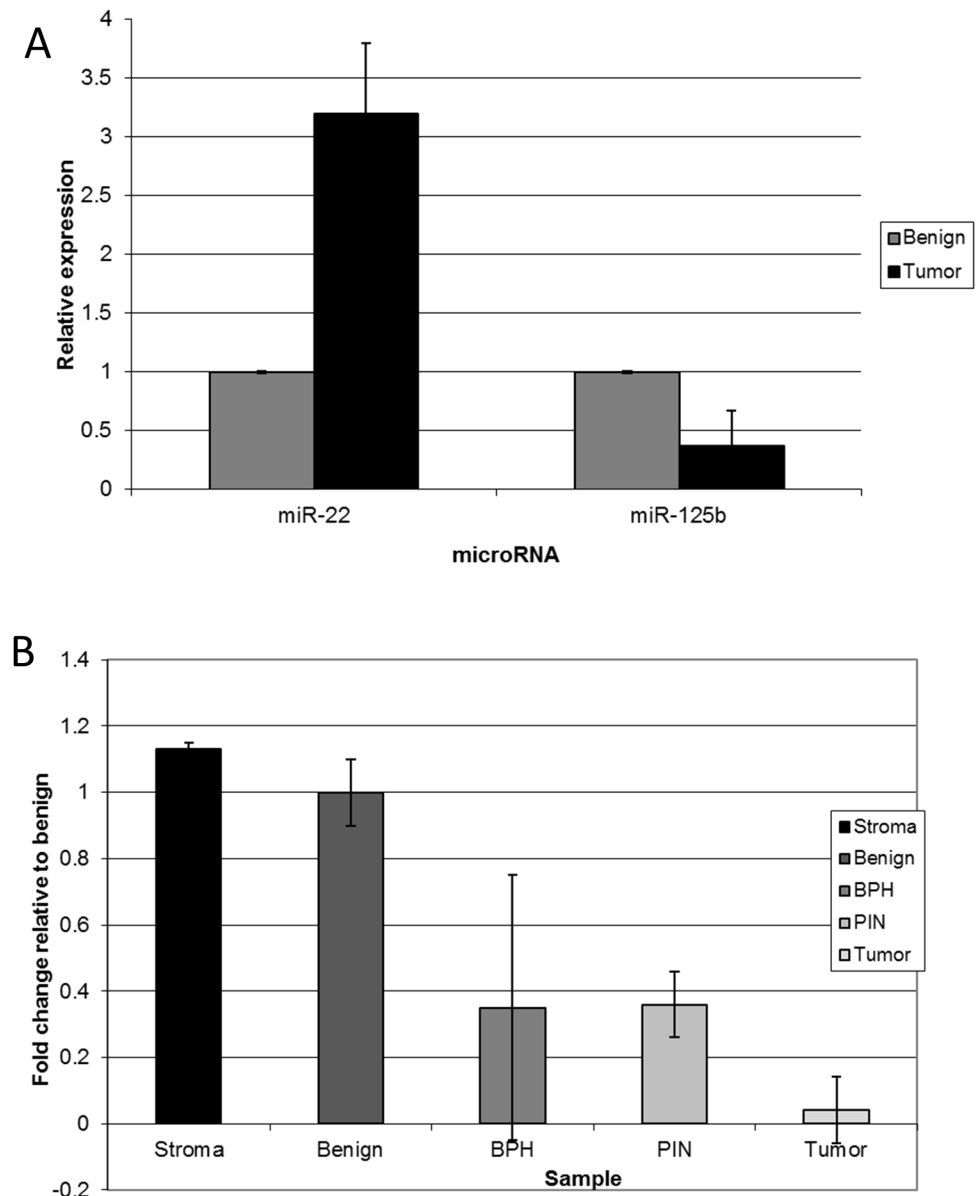 A
4
3.5
3
2.5
2
1.5
1
0.5
0
Relative expression
Benign
Tumor
miR-22 miR-125b
microRNA
B
1.4
1.2
1
0.8
0.6
0.4
0.2
0
-0.2
Fold change relative to benign
Stroma
Benign
BPH
PIN
Tumor
Stroma Benign BPH PIN Tumor
Sample